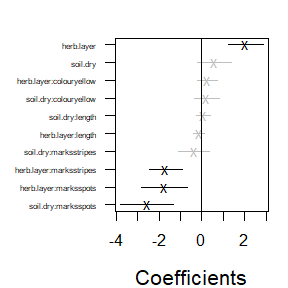 herb.layer
soil.dry
herb.layer:colouryellow
soil.dry:colouryellow
soil.dry:length
herb.layer:length
soil.dry:marksstripes
herb.layer:marksstripes
herb.layer:marksspots
soil.dry:marksspots
-4 -2 0 2
Coefficients